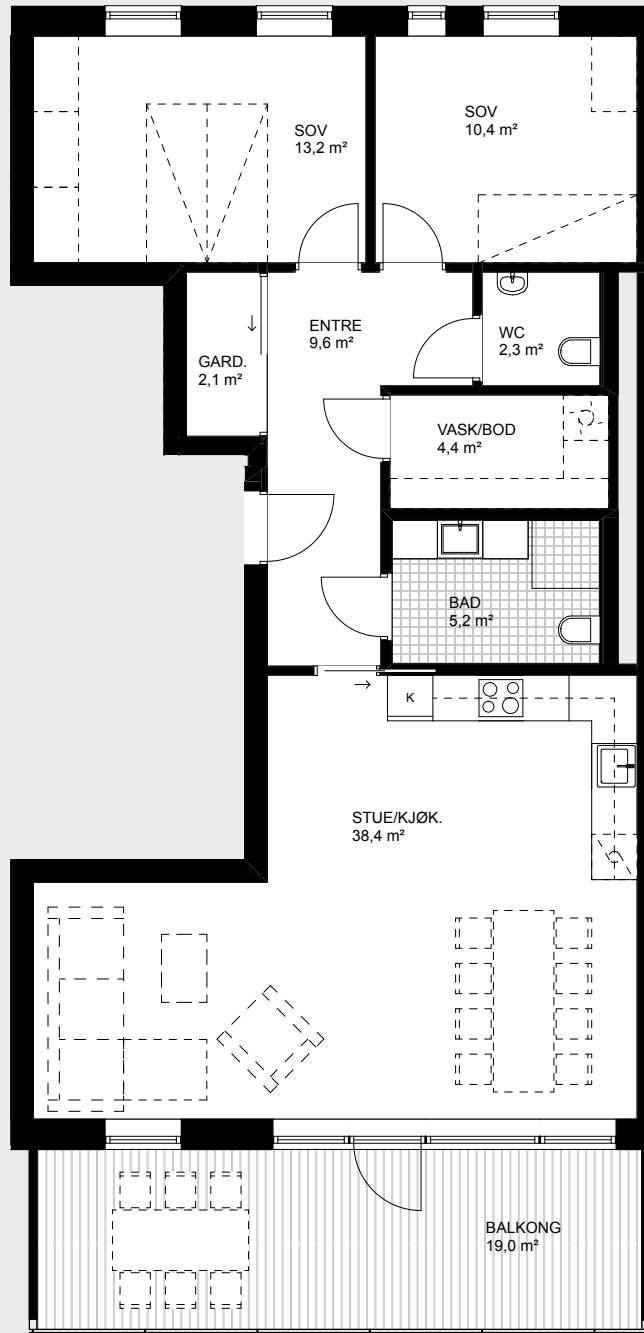 SOV
13,2 m²
SOV
10,4 m²
ENTRE
9,6 m²
WC
2,3 m²
GARD.
2,1 m²
VASK/BOD
4,4 m²
BAD
5,2 m²
K
STUE/KJØK.
38,4 m²
BALKONG
19,0 m²